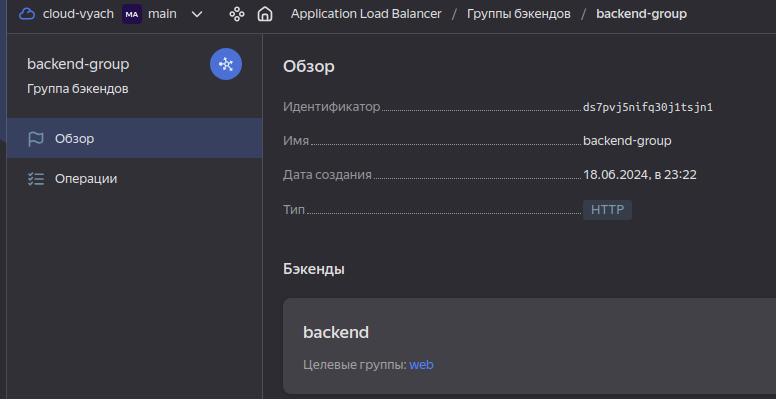 cloud-vyach MA main Application Load Balancer / Группы бэкендов / backend-group
backend-group
Группа бэкендов
Обзор
Операции
Обзор
Идентификатор ds7pvj5nifq30j1tsjn1
Имя backend-group
Дата создания 18.06.2024, в 23:22
Тип HTTP
Бэкенды
backend
Целевые группы: web